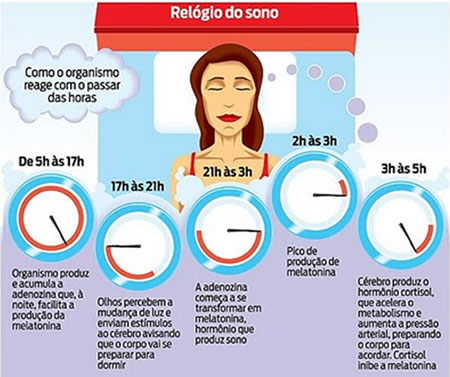 Relógio do sono
Como o organismo
reage com o passar
das horas
De 5h às 17h
Organismo produz
e acumula a
adenozina que, à
noite, facilita a
produção da
melatonina
17h às 21h
Olhos percebem a
mudança de luz e
enviam estímulos
ao cérebro avisando
que o corpo vai se
preparar para
dormir
21h às 3h
A adenozina
começa a se
transformar em
melatonina,
hormônio que
produz sono
2h às 3h
Pico de
produção de
melatonina
3h às 5h
Cérebro produz o
hormônio cortisol,
que acelera o
metabolismo e
aumenta a pressão
arterial, preparando
o corpo para
acordar. Cortisol
inibe a melatonina